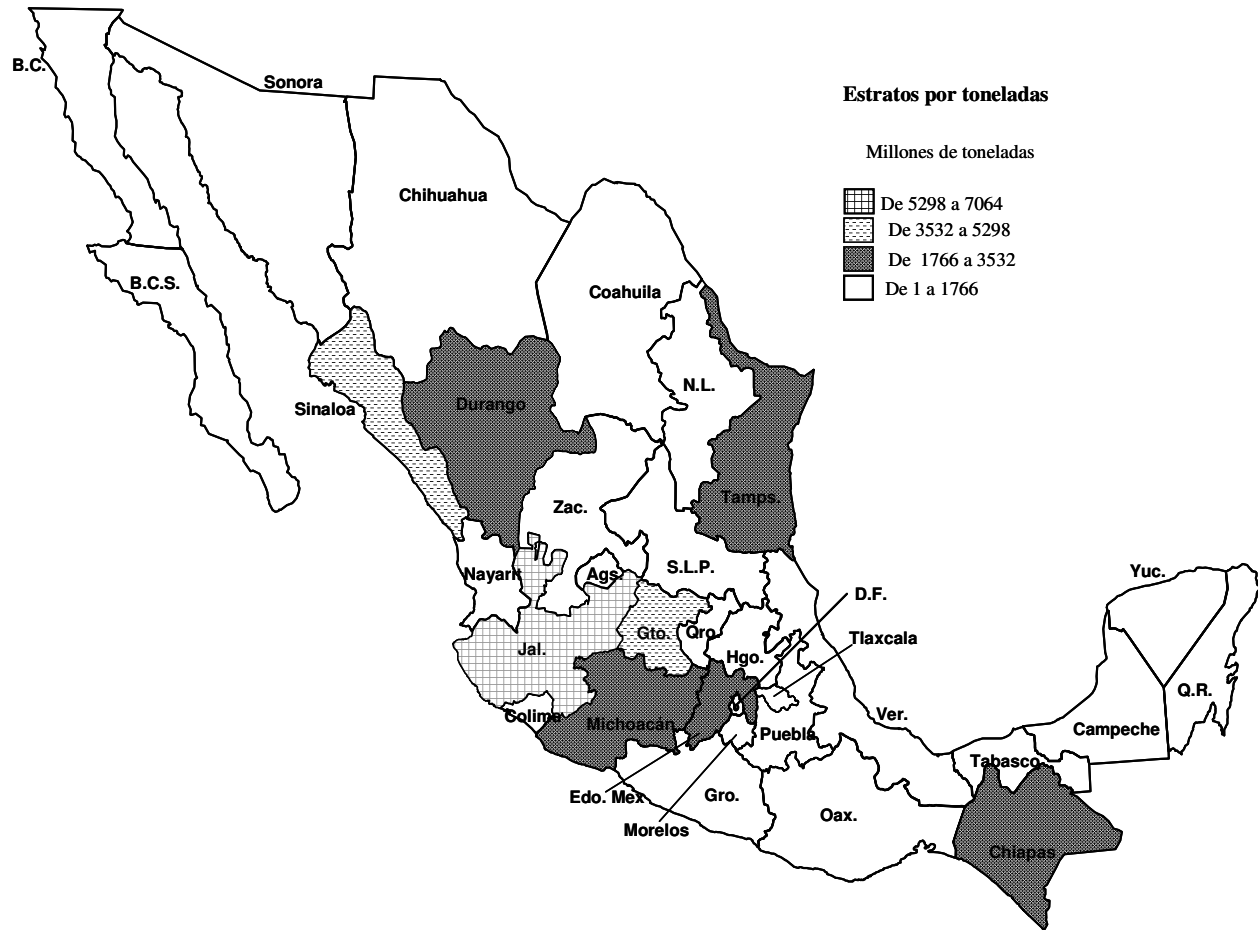 B.C.
Sonora
Estratos por toneladas
Millones de toneladas
De 5298 a 7064
De 3532 a 5298
De 1766 a 3532
De 1 a 1766
Chihuahua
B.C.S.
Coahuila
N.L.
Sinaloa
Durango
Tamps.
Zac.
Nayarit
Ags.
S.L.P.
Yuc.
D.F.
Tlaxcala
Gto.
Qro.
Jal.
Hgo.
Q.R.
Colima
Michoacán
Puebla
Ver.
Campeche
Tabasco
Edo. Mex
Gro.
Oax.
Morelos
Chiapas